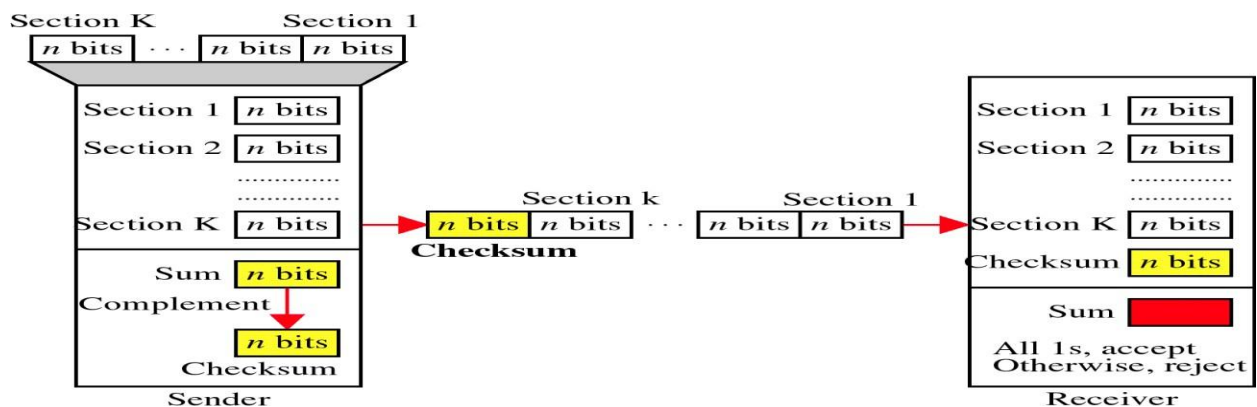 Section K Section 1
n bits ... n bits n bits
Section 1 n bits
Section 2 n bits
Section K n bits
Sum n bits
Complement
n bits
Checksum
Sender
Section k Section 1
n bits n bits ... n bits n bits
Checksum
Section 1 n bits
Section 2 n bits
Section K n bits
Checksum n bits
Sum
All 1s, accept
Otherwise, reject
Receiver